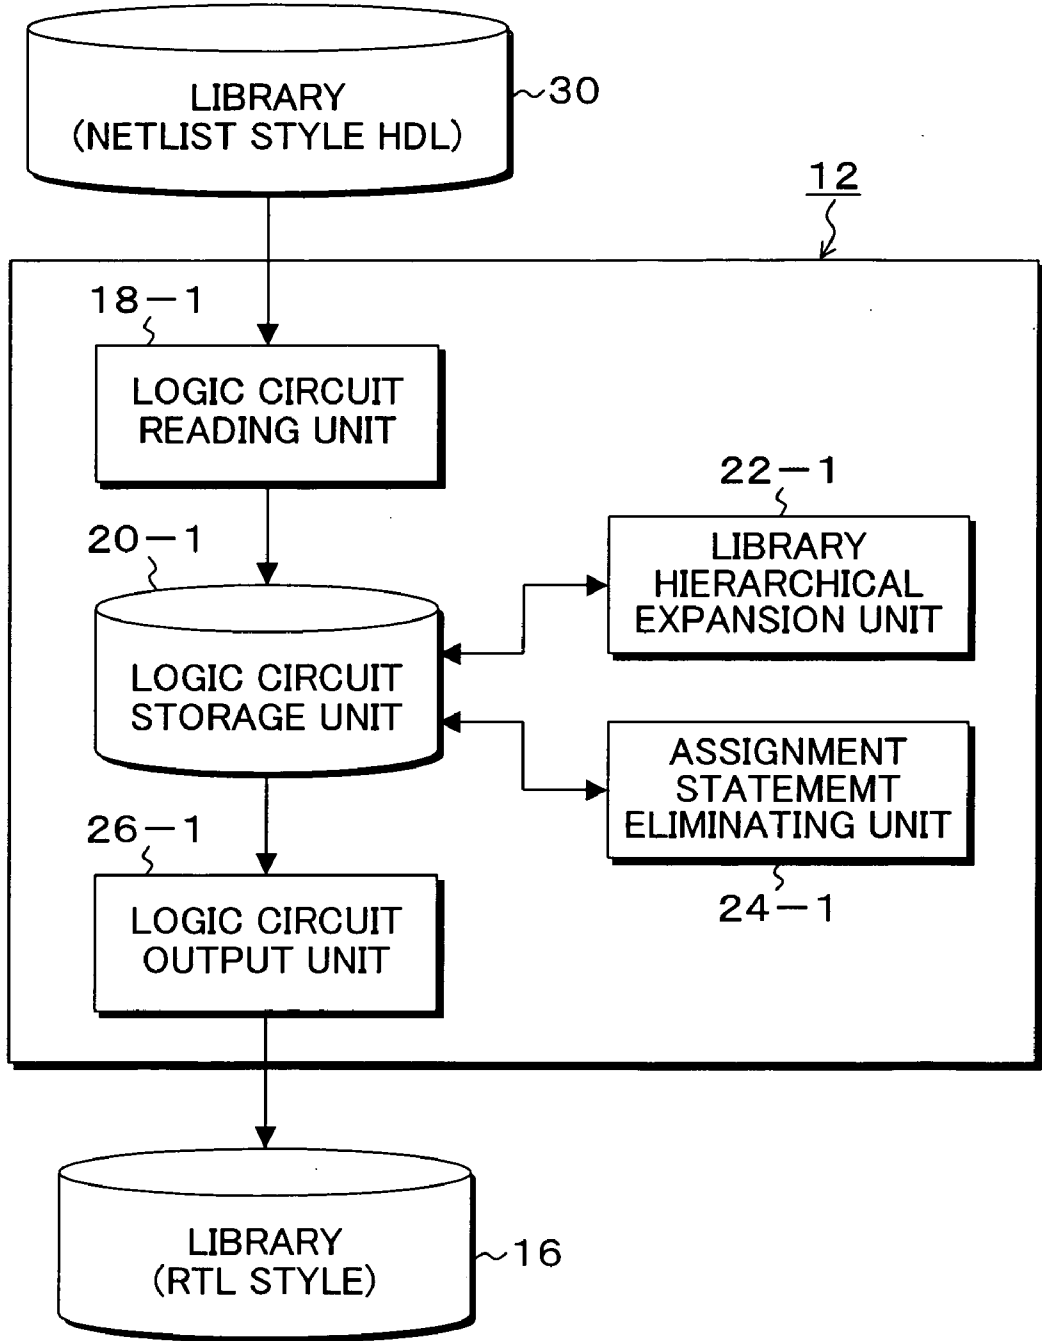 LIBRARY
(NETLIST STYLE HDL)
30
12
18-1
LOGIC CIRCUIT
READING UNIT
20-1
LOGIC CIRCUIT
STORAGE UNIT
22-1
LIBRARY
HIERARCHICAL
EXPANSION UNIT
ASSIGNMENT
STATEMEMT
ELIMINATING UNIT
24-1
26-1
LOGIC CIRCUIT
OUTPUT UNIT
LIBRARY
(RTL STYLE)
16